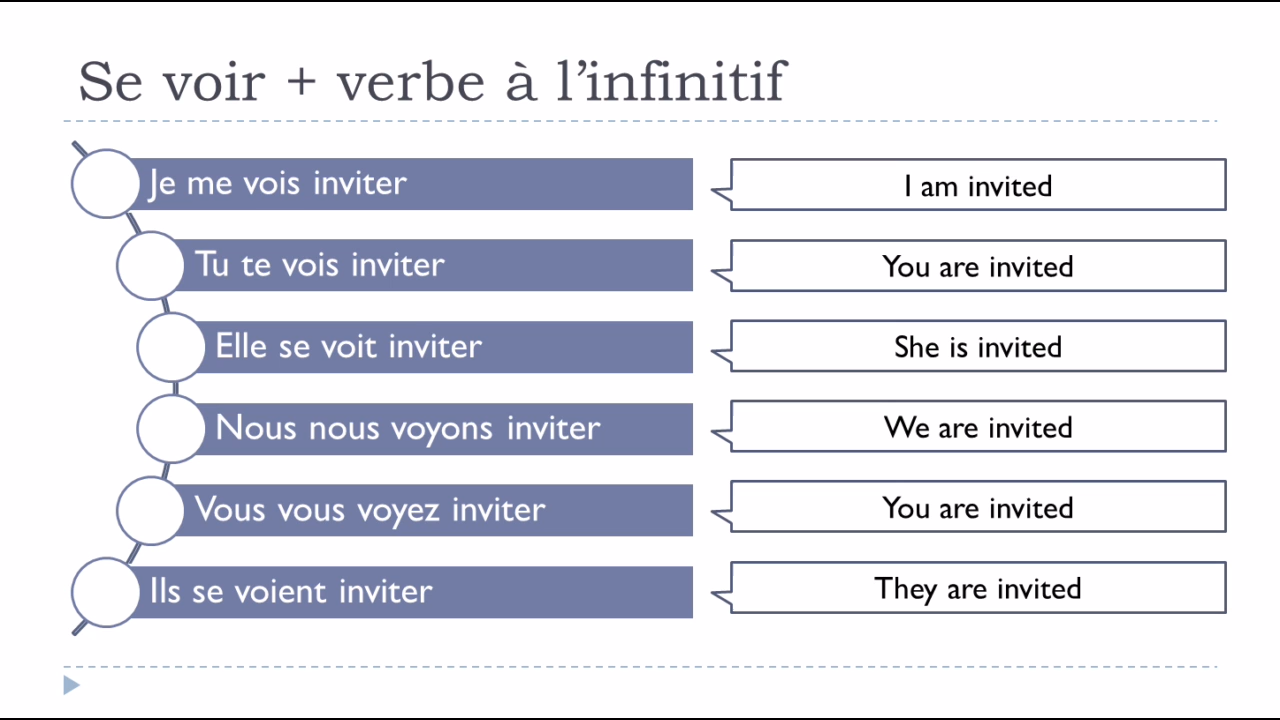 Se voir + verbe à l’infinitif
Je me vois inviter
I am invited
Tu te vois inviter
You are invited
Elle se voit inviter
She is invited
Nous nous voyons inviter
We are invited
Vous vous voyez inviter
You are invited
Ils se voient inviter
They are invited